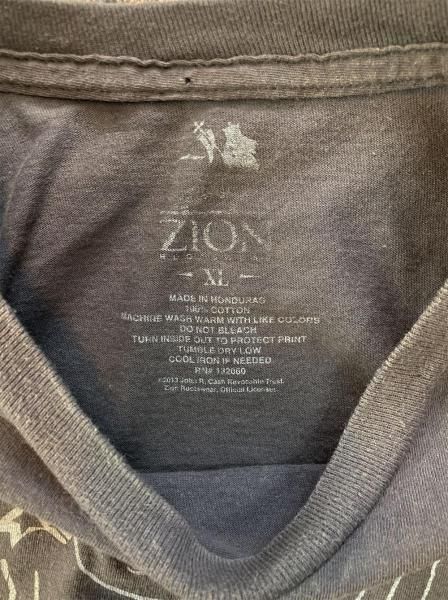 ZION
ROOTSWEAR
XL
MADE IN HONDURAS
100% COTTON
MACHINE WASH WARM WITH LIKE COLORS
DO NOT BLEACH
TURN INSIDE OUT TO PROTECT PRINT
TUMBLE DRY LOW
COOL IRON IF NEEDED
RN# 132060
©2013 John R. Cash Revocable Trust.
Zion Rootswear, Official Licensee.